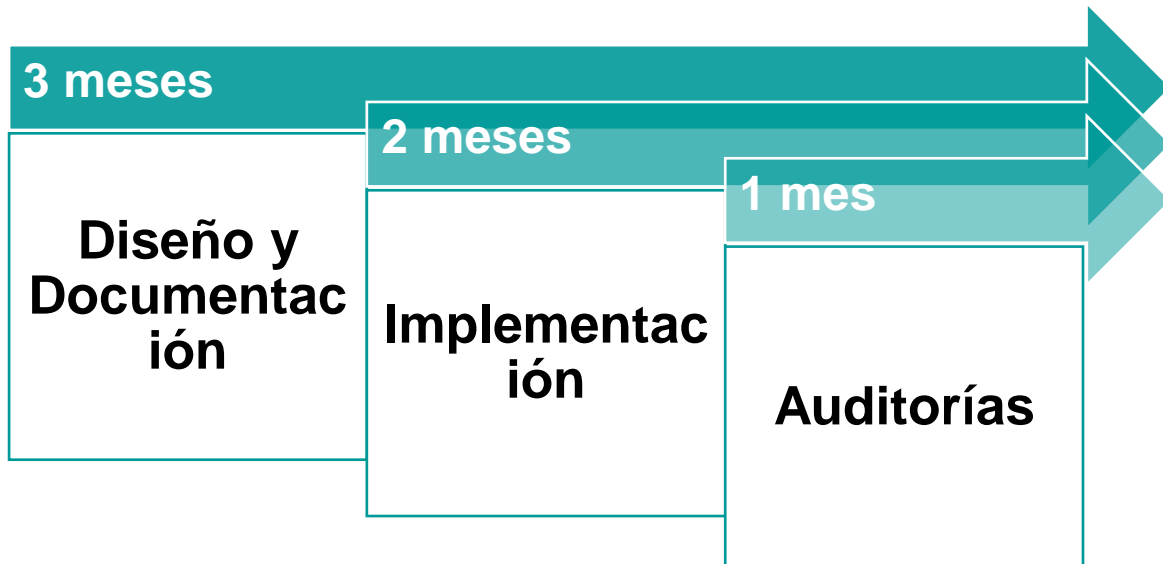 3 meses
Diseño y
Documentac
ión
2 meses
Implementac
ión
1 mes
Auditorías